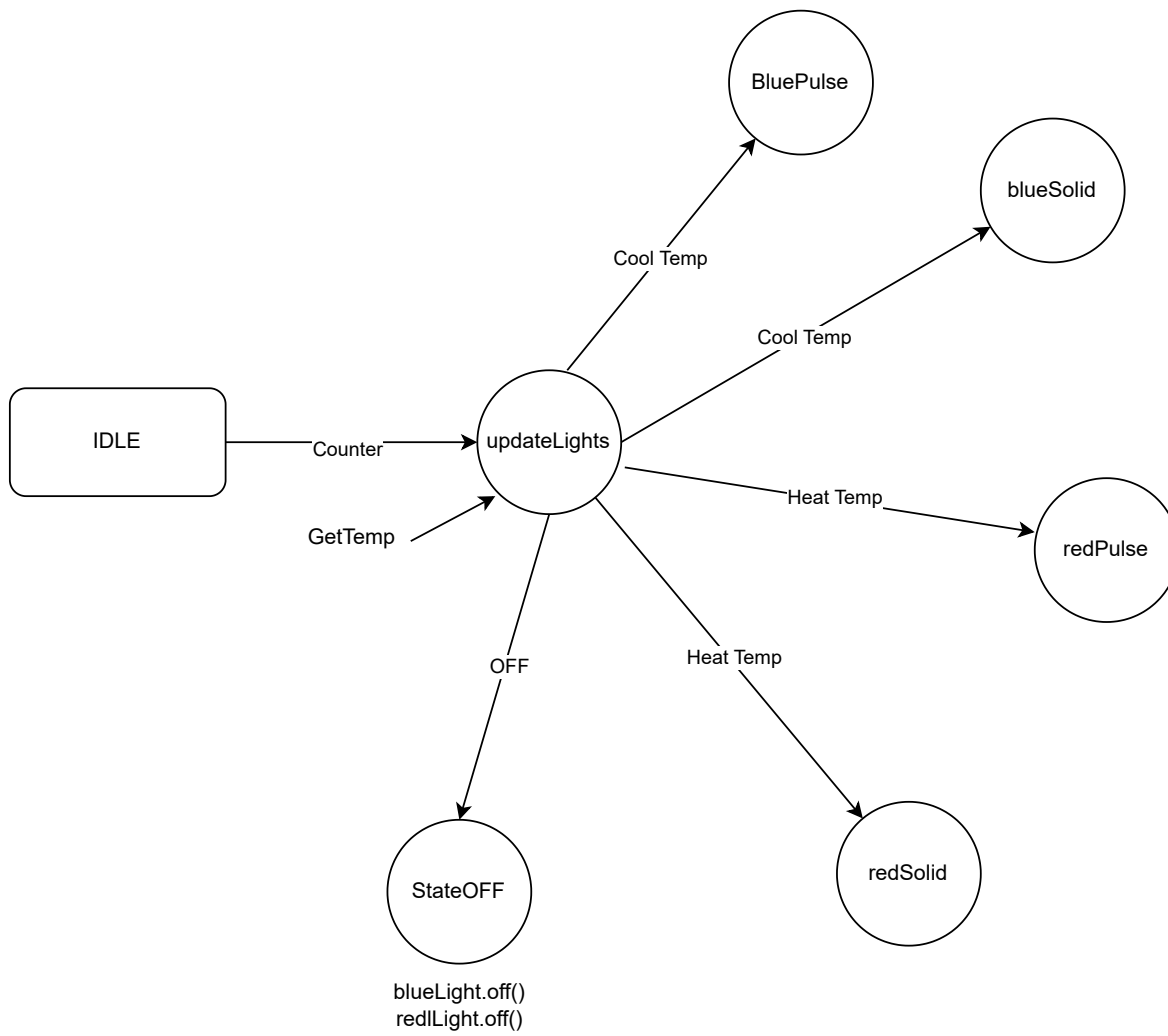 BluePulse
blueSolid
Cool Temp
Cool Temp
IDLE
Counter
updateLights
GetTemp
Heat Temp
redPulse
OFF
Heat Temp
StateOFF
redSolid
blueLight.off()
redlLight.off()